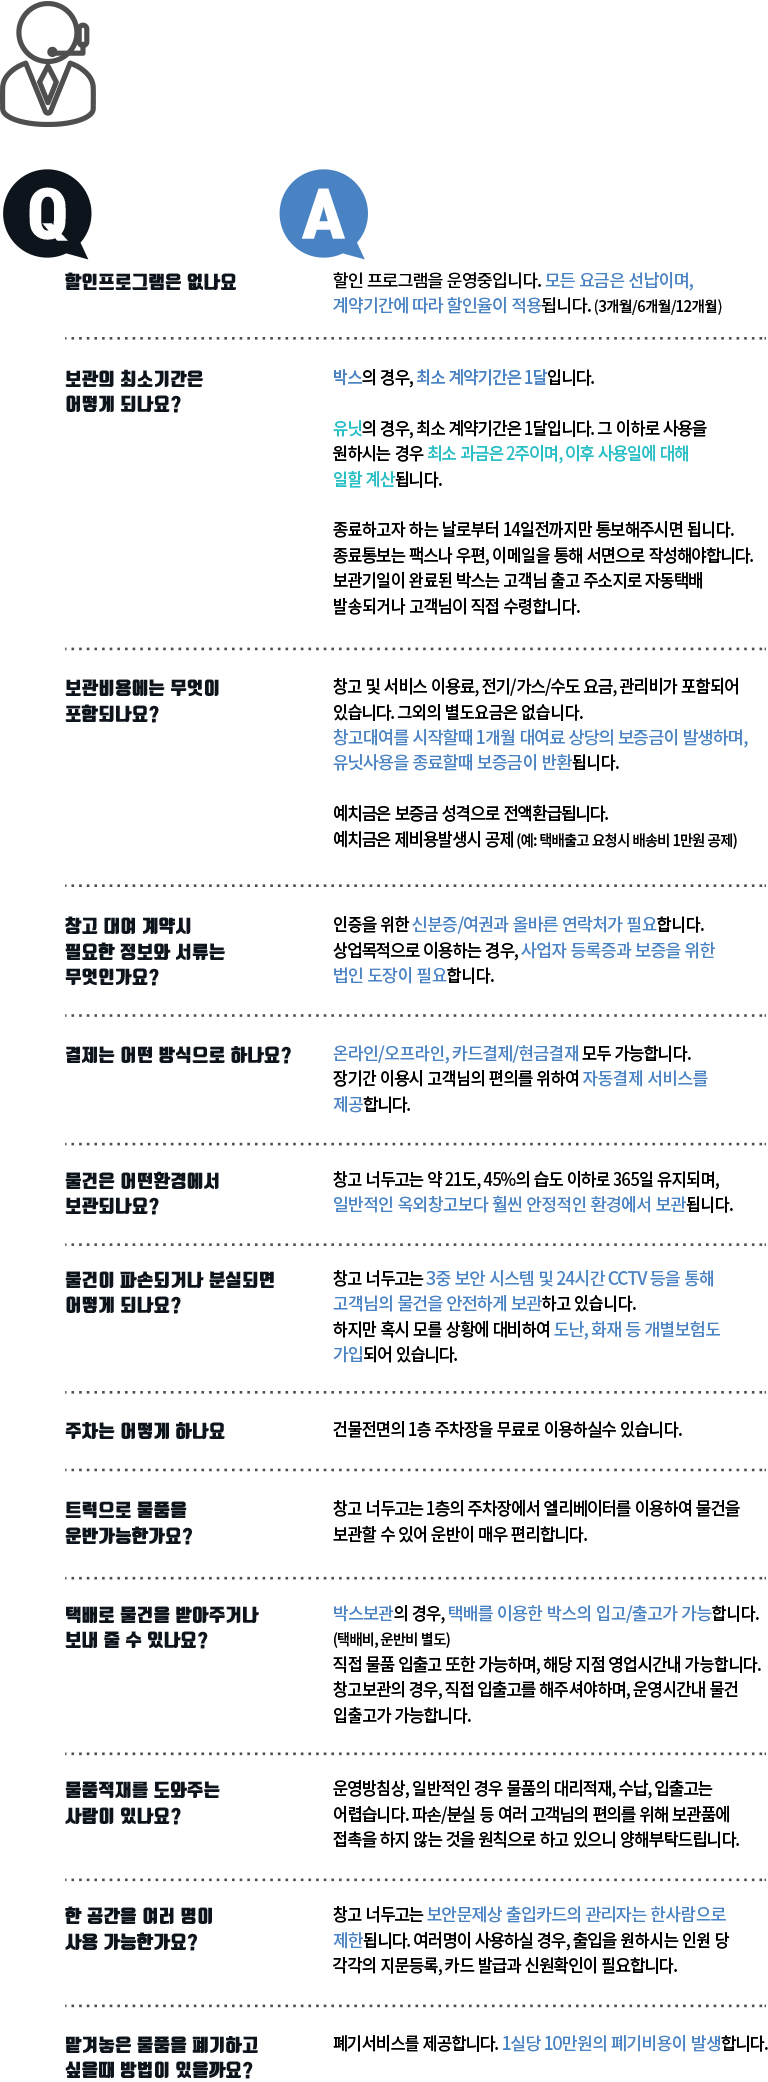 Q
A
할인프로그램은 없나요
할인 프로그램을 운영중입니다. 모든 요금은 선납이며,
계약기간에 따라 할인율이 적용됩니다. (3개월/6개월/12개월)
보관의 최소기간은
어떻게 되나요?
박스의 경우, 최소 계약기간은 1달입니다.
유닛의 경우, 최소 계약기간은 1달입니다. 그 이하로 사용을
원하시는 경우 최소 과금은 2주이며, 이후 사용일에 대해
일할 계산됩니다.
종료하고자 하는 날로부터 14일전까지만 통보해주시면 됩니다.
종료통보는 팩스나 우편, 이메일을 통해 서면으로 작성해야합니다.
보관기일이 완료된 박스는 고객님 출고 주소지로 자동택배
발송되거나 고객님이 직접 수령합니다.
보관비용에는 무엇이
포함되나요?
창고 및 서비스 이용료, 전기/가스/수도 요금, 관리비가 포함되어
있습니다. 그외의 별도요금은 없습니다.
창고대여를 시작할때 1개월 대여료 상당의 보증금이 발생하며,
유닛사용을 종료할때 보증금이 반환됩니다.
예치금은 보증금 성격으로 전액환급됩니다.
예치금은 제비용발생시 공제 (예: 택배출고 요청시 배송비 1만원 공제)
창고 대여 계약시
필요한 정보와 서류는
무엇인가요?
인증을 위한 신분증/여권과 올바른 연락처가 필요합니다.
상업목적으로 이용하는 경우, 사업자 등록증과 보증을 위한
법인 도장이 필요합니다.
결제는 어떤 방식으로 하나요?
온라인/오프라인, 카드결제/현금결재 모두 가능합니다.
장기간 이용시 고객님의 편의를 위하여 자동결제 서비스를
제공합니다.
물건은 어떤환경에서
보관되나요?
창고 너두고는 약 21도, 45%의 습도 이하로 365일 유지되며,
일반적인 옥외창고보다 훨씬 안정적인 환경에서 보관됩니다.
물건이 파손되거나 분실되면
어떻게 되나요?
창고 너두고는 3중 보안 시스템 및 24시간 CCTV 등을 통해
고객님의 물건을 안전하게 보관하고 있습니다.
하지만 혹시 모를 상황에 대비하여 도난, 화재 등 개별보험도
가입되어 있습니다.
주차는 어떻게 하나요
건물전면의 1층 주차장을 무료로 이용하실수 있습니다.
트럭으로 물품을
운반가능한가요?
창고 너두고는 1층의 주차장에서 엘리베이터를 이용하여 물건을
보관할 수 있어 운반이 매우 편리합니다.
택배로 물건을 받아주거나
보내 줄 수 있나요?
박스보관의 경우, 택배를 이용한 박스의 입고/출고가 가능합니다.
(택배비, 운반비 별도)
직접 물품 입출고 또한 가능하며, 해당 지점 영업시간내 가능합니다.
창고보관의 경우, 직접 입출고를 해주셔야하며, 운영시간내 물건
입출고가 가능합니다.
물품적재를 도와주는
사람이 있나요?
운영방침상, 일반적인 경우 물품의 대리적재, 수납, 입출고는
어렵습니다. 파손/분실 등 여러 고객님의 편의를 위해 보관품에
접촉을 하지 않는 것을 원칙으로 하고 있으니 양해부탁드립니다.
한 공간을 여러 명이
사용 가능한가요?
창고 너두고는 보안문제상 출입카드의 관리자는 한사람으로
제한됩니다. 여러명이 사용하실 경우, 출입을 원하시는 인원 당
각각의 지문등록, 카드 발급과 신원확인이 필요합니다.
맡겨놓은 물품을 폐기하고
싶을때 방법이 있을까요?
폐기서비스를 제공합니다. 1실당 10만원의 폐기비용이 발생합니다.